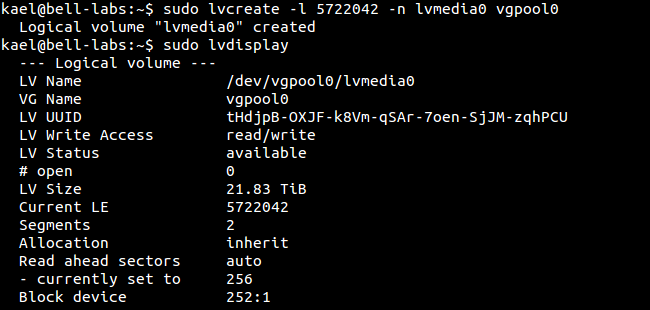 kael@bell-labs:~$ sudo lvcreate -l 5722042 -n lvmedia0 vgpool0
  Logical volume "lvmedia0" created
kael@bell-labs:~$ sudo lvdisplay
  --- Logical volume ---
  LV Name                /dev/vgpool0/lvmedia0
  VG Name                vgpool0
  LV UUID                tHdjpB-OXJF-k8Vm-qSAr-7oen-SjJM-zqhPCU
  LV Write Access        read/write
  LV Status              available
  # open                 0
  LV Size                21.83 TiB
  Current LE             5722042
  Segments               2
  Allocation             inherit
  Read ahead sectors     auto
  - currently set to     256
  Block device           252:1